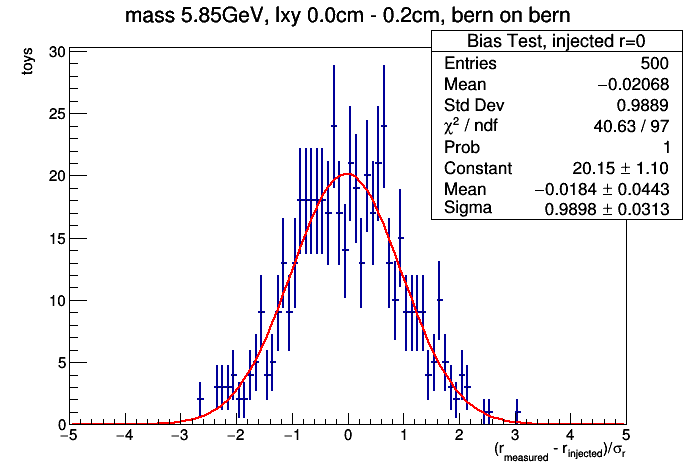 mass 5.85GeV, lxy 0.0cm - 0.2cm, bern on bern
Bias Test, injected r=0
Entries 500
Mean −0.02068
Std Dev 0.9889
χ² / ndf 40.63 / 97
Prob 1
Constant 20.15 ± 1.10
Mean −0.0184 ± 0.0443
Sigma 0.9898 ± 0.0313
toys
30
25
20
15
10
5
0
−5 −4 −3 −2 −1 0 1 2 3 4 5
(r_measured - r_injected)/σ_r